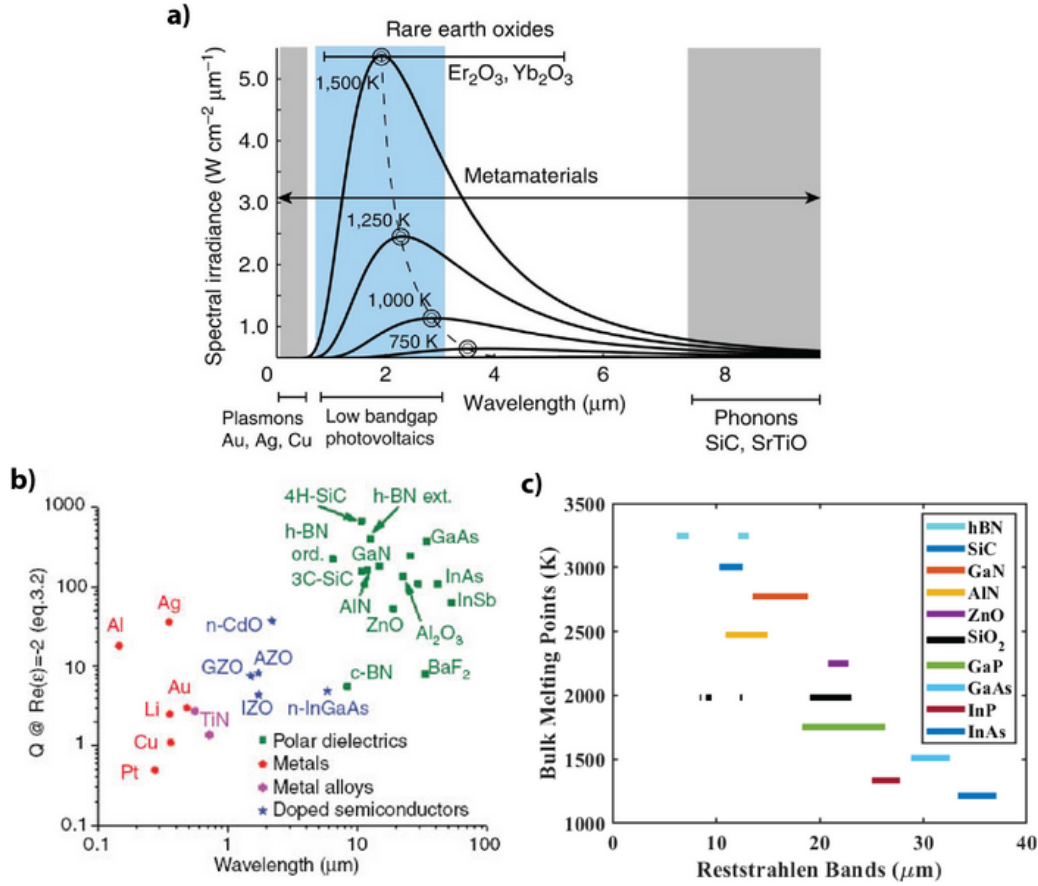 a)
Rare earth oxides
Er₂O₃, Yb₂O₃
1,500 K
Metamaterials
1,250 K
1,000 K
750 K
Spectral irradiance (W cm⁻² μm⁻¹)
5.0
4.0
3.0
2.0
1.0
0
2
4
6
8
Wavelength (μm)
Plasmons
Au, Ag, Cu
Low bandgap
photovoltaics
Phonons
SiC, SrTiO
b)
Q @ Re(ε)=-2 (eq.3.2)
1000
100
10
1
0.1
4H-SiC
h-BN ext.
h-BN
ord.
GaN
GaAs
3C-SiC
InAs
AlN
InSb
ZnO
Al₂O₃
Ag
Al
n-CdO
GZO
AZO
c-BN
BaF₂
Au
IZO
n-InGaAs
Li
TiN
Cu
Pt
Polar dielectrics
Metals
Metal alloys
Doped semiconductors
0.1
1
10
100
Wavelength (μm)
c)
Bulk Melting Points (K)
3500
3000
2500
2000
1500
1000
hBN
SiC
GaN
AlN
ZnO
SiO₂
GaP
GaAs
InP
InAs
0
10
20
30
40
Reststrahlen Bands (μm)